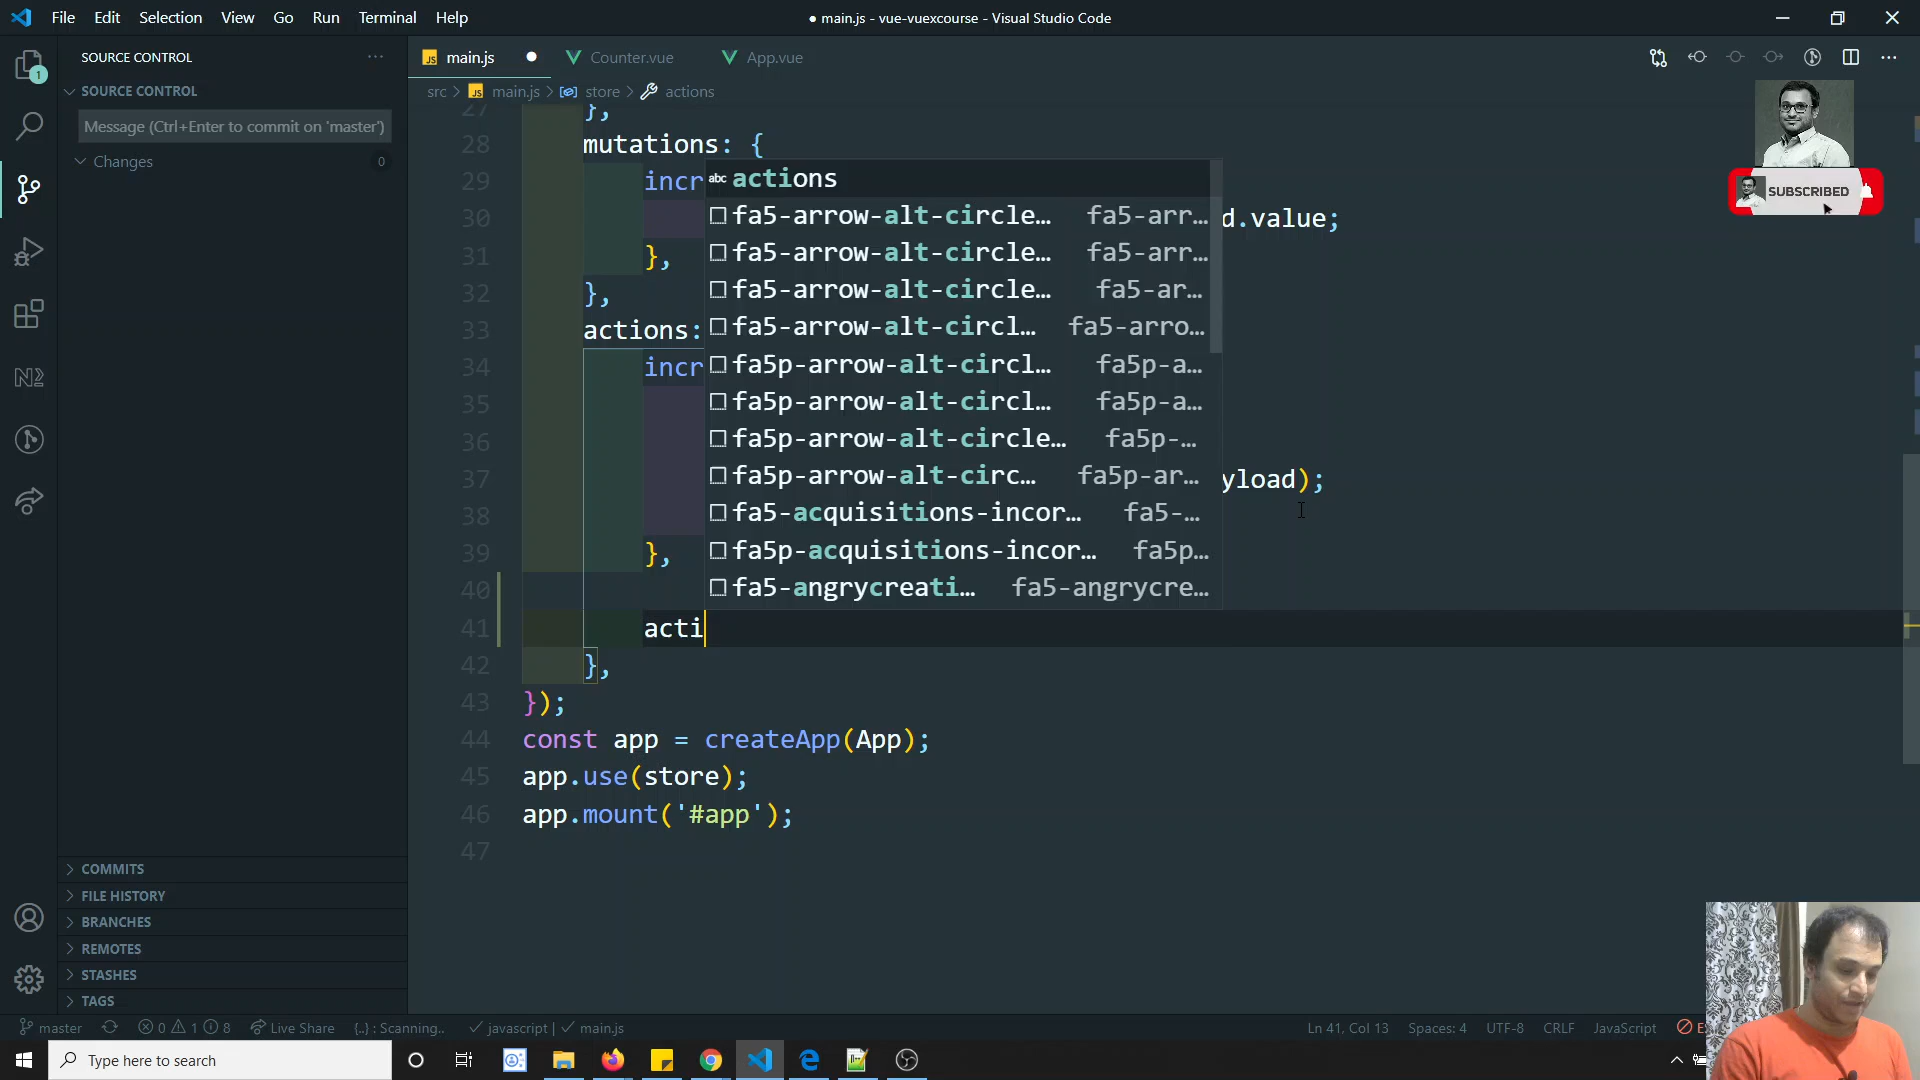 File Edit Selection View Go Run Terminal Help
● main.js - vue-vuexcourse - Visual Studio Code
SOURCE CONTROL
JS main.js
Counter.vue
App.vue
SOURCE CONTROL
src > JS main.js > store > actions
Message (Ctrl+Enter to commit on 'master')
Changes 0
1
27 },
28 mutations: {
29 incr
30 d.value;
31 },
32 },
33 actions:
34 incr
35
36
37 yload);
38
39 },
40
41 acti
42 },
43 });
44 const app = createApp(App);
45 app.use(store);
46 app.mount('#app');
47
abc actions
fa5-arrow-alt-circle… fa5-arr…
fa5-arrow-alt-circle… fa5-arr…
fa5-arrow-alt-circle… fa5-ar…
fa5-arrow-alt-circl… fa5-arro…
fa5p-arrow-alt-circl… fa5p-a…
fa5p-arrow-alt-circl… fa5p-a…
fa5p-arrow-alt-circle… fa5p-…
fa5p-arrow-alt-circ… fa5p-ar…
fa5-acquisitions-incor… fa5-…
fa5p-acquisitions-incor… fa5p…
fa5-angrycreati… fa5-angrycre…
SUBSCRIBED
COMMITS
FILE HISTORY
BRANCHES
REMOTES
STASHES
TAGS
master 0 1 8 Live Share {..} : Scanning.. javascript | main.js
Ln 41, Col 13 Spaces: 4 UTF-8 CRLF JavaScript
Type here to search